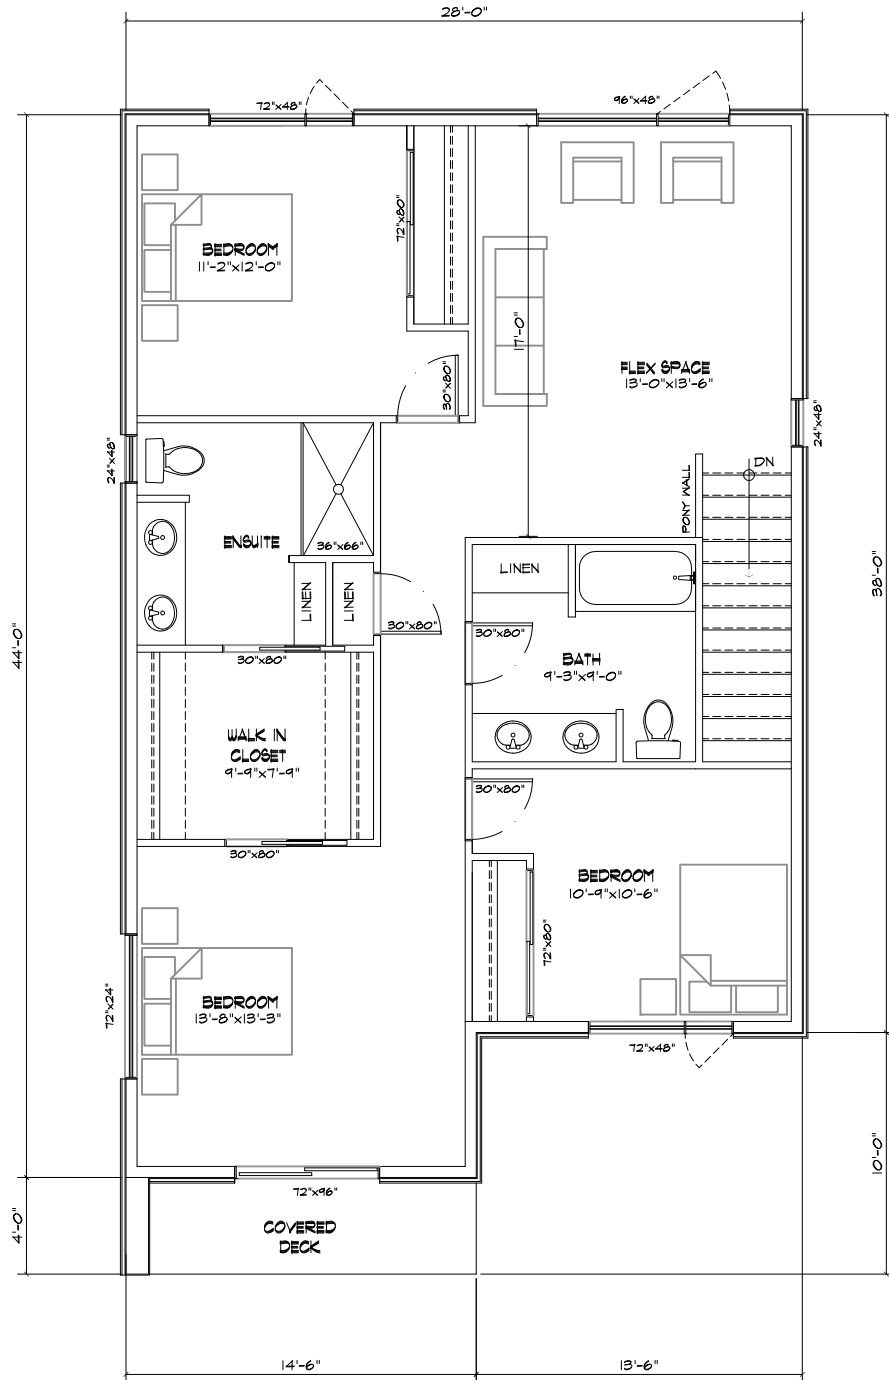 28'-0"
72"x48"
96"x48"
72"x80"
BEDROOM
11'-2"x12'-0"
17'-0"
FLEX SPACE
13'-0"x13'-6"
30"x80"
24"x48"
24"x48"
DN
PONY WALL
ENSUITE
36"x66"
LINEN
LINEN
LINEN
38'-0"
44'-0"
30"x80"
30"x80"
30"x80"
BATH
9'-3"x9'-0"
WALK IN
CLOSET
9'-9"x7'-9"
30"x80"
30"x80"
BEDROOM
10'-9"x10'-6"
72"x80"
BEDROOM
13'-8"x13'-3"
72"x24"
72"x48"
10'-0"
72"x96"
4'-0"
COVERED
DECK
14'-6"
13'-6"